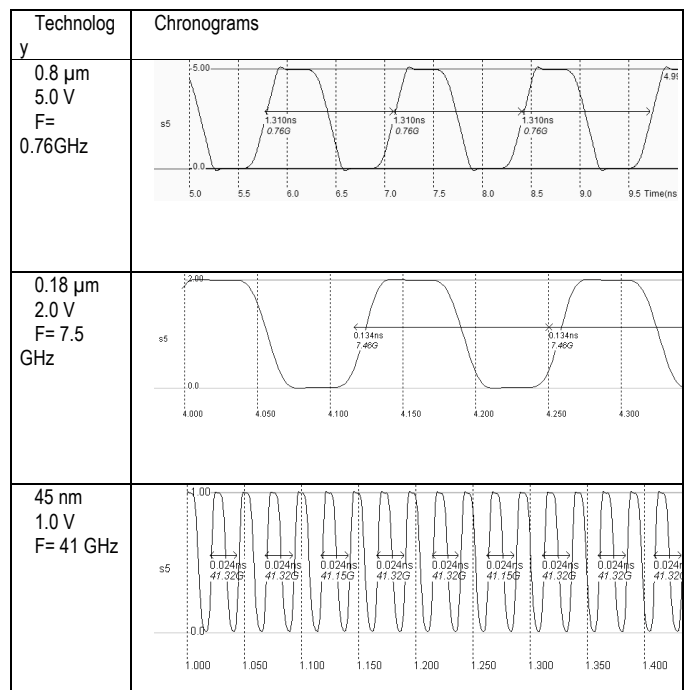 Technolog
y
Chronograms
0.8 µm
5.0 V
F=
0.76GHz
5.00
4.99
s5
1.310ns
0.76G
1.310ns
0.76G
1.310ns
0.76G
0.0
5.0 5.5 6.0 6.5 7.0 7.5 8.0 8.5 9.0 9.5 Time(ns
0.18 µm
2.0 V
F= 7.5
GHz
2.00
s5
0.134ns
7.46G
0.134ns
7.46G
0.0
4.000 4.050 4.100 4.150 4.200 4.250 4.300
45 nm
1.0 V
F= 41 GHz
1.00
s5
0.024ns 0.024ns 0.024ns 0.024ns 0.024ns 0.024ns 0.024ns 0.024ns 0.024n
41.32G 41.32G 41.15G 41.32G 41.32G 41.15G 41.32G 41.32G 41.32G
0.0
1.000 1.050 1.100 1.150 1.200 1.250 1.300 1.350 1.400